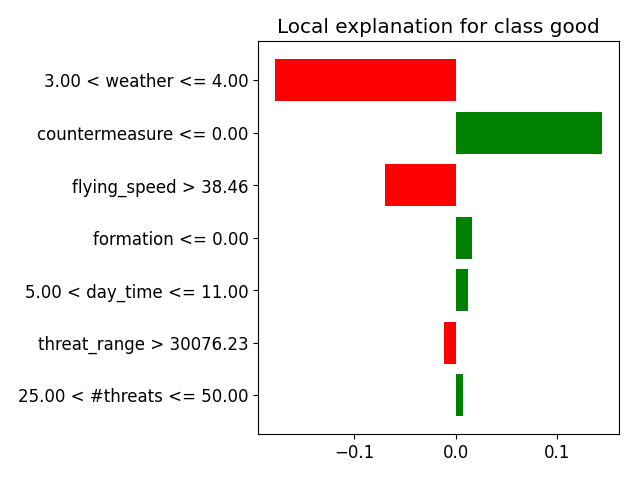 Local explanation for class good
3.00 < weather <= 4.00
countermeasure <= 0.00
flying_speed > 38.46
formation <= 0.00
5.00 < day_time <= 11.00
threat_range > 30076.23
25.00 < #threats <= 50.00
−0.1 0.0 0.1